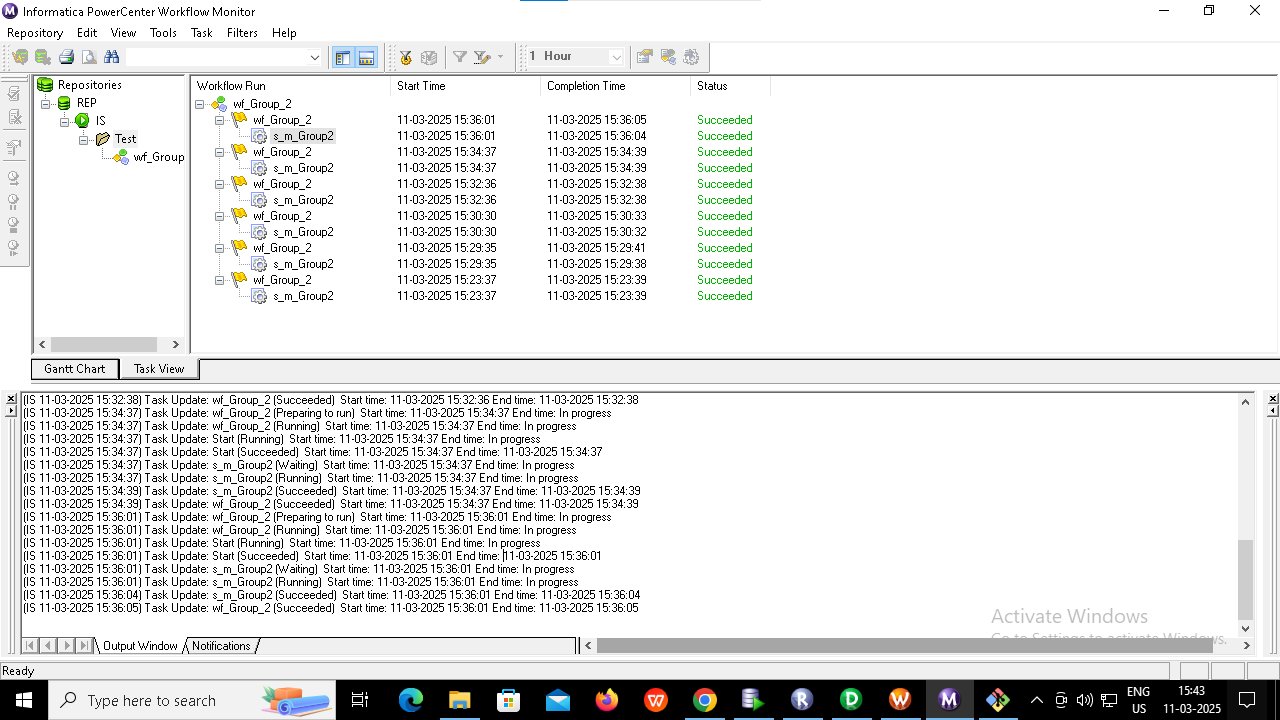 Informatica PowerCenter Workflow Monitor
Repository Edit View Tools Task Filters Help
1 Hour
Repositories
REP
IS
Test
wf_Group
Workflow Run Start Time Completion Time Status
wf_Group_2
wf_Group_2 11-03-2025 15:36:01 11-03-2025 15:36:05 Succeeded
s_m_Group2 11-03-2025 15:36:01 11-03-2025 15:36:04 Succeeded
wf_Group_2 11-03-2025 15:34:37 11-03-2025 15:34:39 Succeeded
s_m_Group2 11-03-2025 15:34:37 11-03-2025 15:34:39 Succeeded
wf_Group_2 11-03-2025 15:32:36 11-03-2025 15:32:38 Succeeded
s_m_Group2 11-03-2025 15:32:36 11-03-2025 15:32:38 Succeeded
wf_Group_2 11-03-2025 15:30:30 11-03-2025 15:30:33 Succeeded
s_m_Group2 11-03-2025 15:30:30 11-03-2025 15:30:32 Succeeded
wf_Group_2 11-03-2025 15:29:35 11-03-2025 15:29:41 Succeeded
s_m_Group2 11-03-2025 15:29:35 11-03-2025 15:29:38 Succeeded
wf_Group_2 11-03-2025 15:23:37 11-03-2025 15:23:39 Succeeded
s_m_Group2 11-03-2025 15:23:37 11-03-2025 15:23:39 Succeeded
Gantt Chart Task View
(IS 11-03-2025 15:32:38) Task Update: wf_Group_2 (Succeeded) Start time: 11-03-2025 15:32:36 End time: 11-03-2025 15:32:38
(IS 11-03-2025 15:34:37) Task Update: wf_Group_2 (Preparing to run) Start time: 11-03-2025 15:34:37 End time: In progress
(IS 11-03-2025 15:34:37) Task Update: wf_Group_2 (Running) Start time: 11-03-2025 15:34:37 End time: In progress
(IS 11-03-2025 15:34:37) Task Update: Start (Running) Start time: 11-03-2025 15:34:37 End time: In progress
(IS 11-03-2025 15:34:37) Task Update: Start (Succeeded) Start time: 11-03-2025 15:34:37 End time: 11-03-2025 15:34:37
(IS 11-03-2025 15:34:37) Task Update: s_m_Group2 (Waiting) Start time: 11-03-2025 15:34:37 End time: In progress
(IS 11-03-2025 15:34:37) Task Update: s_m_Group2 (Running) Start time: 11-03-2025 15:34:37 End time: In progress
(IS 11-03-2025 15:34:39) Task Update: s_m_Group2 (Succeeded) Start time: 11-03-2025 15:34:37 End time: 11-03-2025 15:34:39
(IS 11-03-2025 15:34:39) Task Update: wf_Group_2 (Succeeded) Start time: 11-03-2025 15:34:37 End time: 11-03-2025 15:34:39
(IS 11-03-2025 15:36:01) Task Update: wf_Group_2 (Preparing to run) Start time: 11-03-2025 15:36:01 End time: In progress
(IS 11-03-2025 15:36:01) Task Update: wf_Group_2 (Running) Start time: 11-03-2025 15:36:01 End time: In progress
(IS 11-03-2025 15:36:01) Task Update: Start (Running) Start time: 11-03-2025 15:36:01 End time: In progress
(IS 11-03-2025 15:36:01) Task Update: Start (Succeeded) Start time: 11-03-2025 15:36:01 End time: 11-03-2025 15:36:01
(IS 11-03-2025 15:36:01) Task Update: s_m_Group2 (Waiting) Start time: 11-03-2025 15:36:01 End time: In progress
(IS 11-03-2025 15:36:01) Task Update: s_m_Group2 (Running) Start time: 11-03-2025 15:36:01 End time: In progress
(IS 11-03-2025 15:36:04) Task Update: s_m_Group2 (Succeeded) Start time: 11-03-2025 15:36:01 End time: 11-03-2025 15:36:04
(IS 11-03-2025 15:36:05) Task Update: wf_Group_2 (Succeeded) Start time: 11-03-2025 15:36:01 End time: 11-03-2025 15:36:05
Activate Windows
Go to Settings to activate Windows.
Output Window Notifications
Ready
Type here to search
ENG
US
15:43
11-03-2025